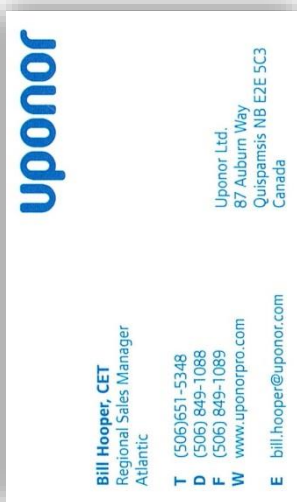 uponor
Bill Hooper, CET
Regional Sales Manager
Atlantic
T (506)651-5348
D (506) 849-1088
F (506) 849-1089
W www.uponorpro.com
E bill.hooper@uponor.com
Uponor Ltd.
87 Auburn Way
Quispamsis NB E2E 5C3
Canada